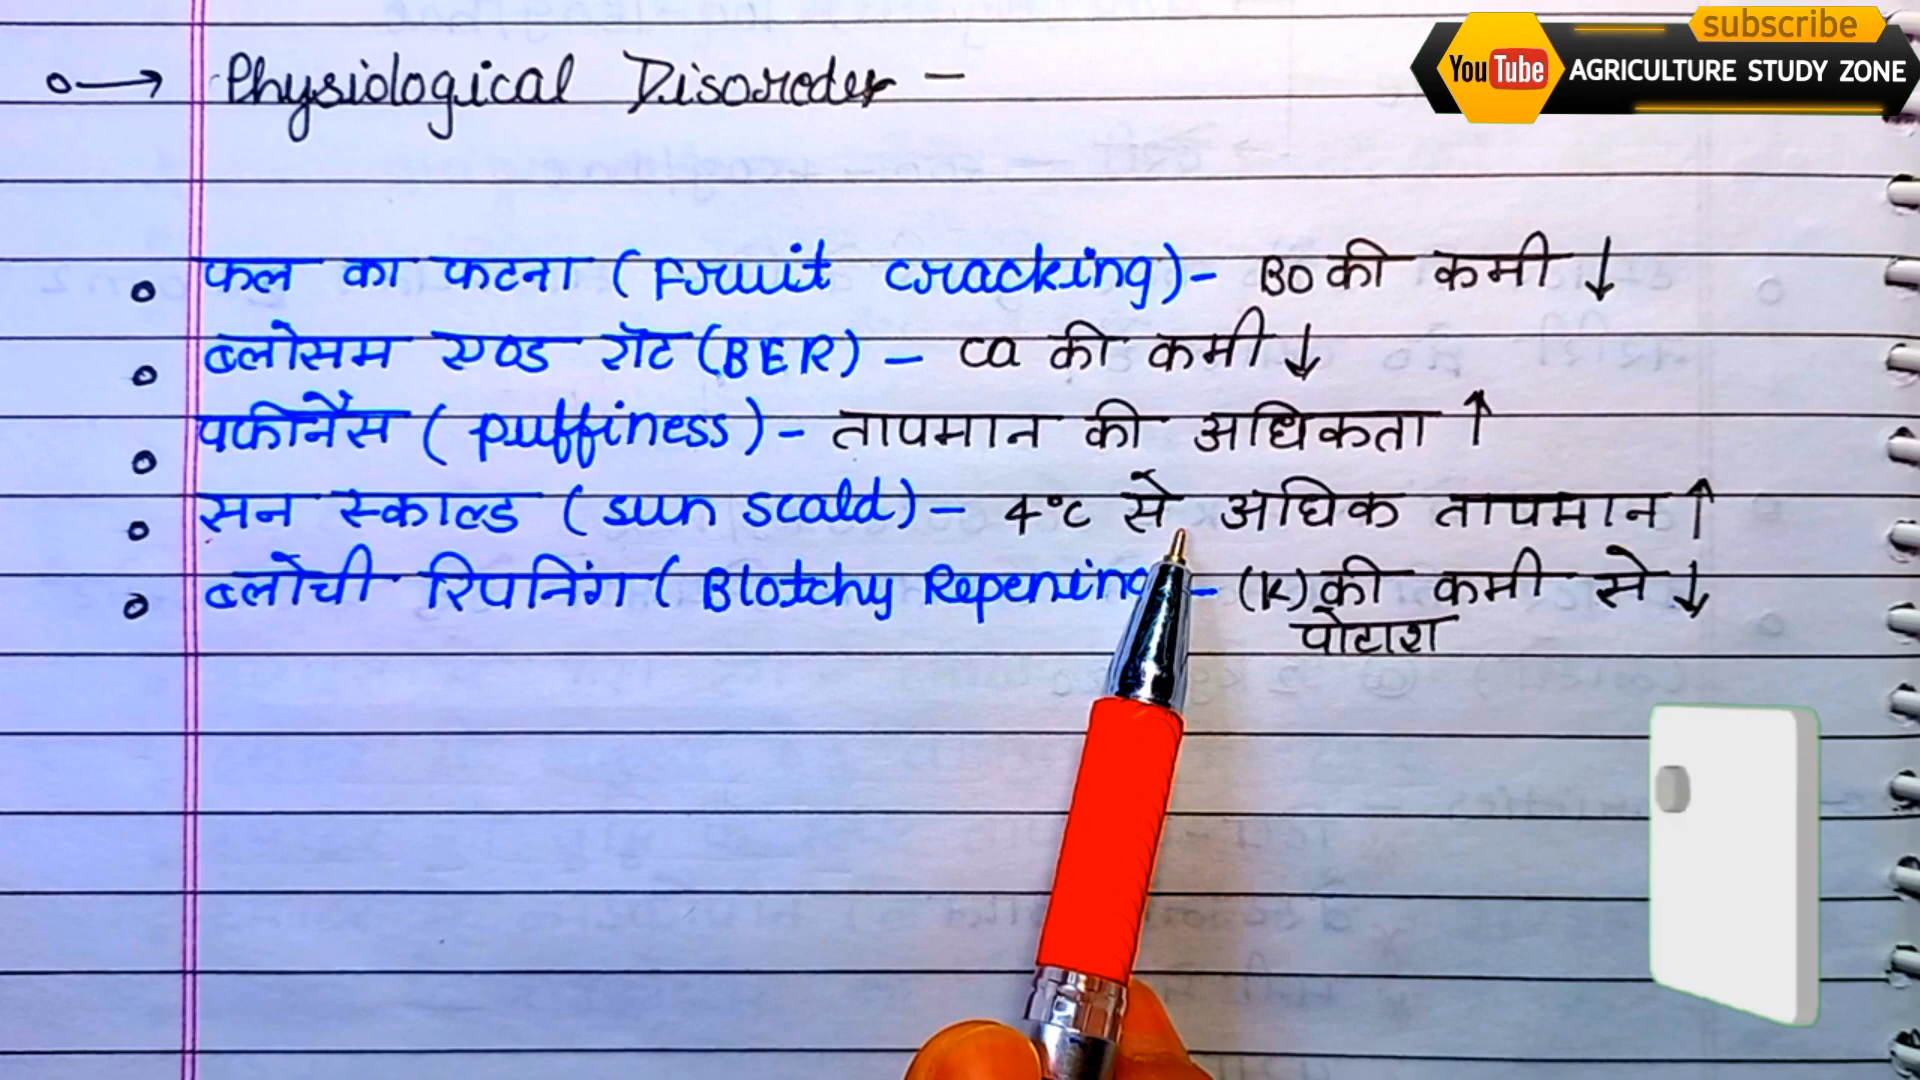 subscribe
YouTube AGRICULTURE STUDY ZONE
Physiological Disoroder -
फल का फटना (Fruit cracking)- Bo की कमी ↓
ब्लोसम एण्ड रॉट (BER) - ca की कमी ↓
पफीनैस (puffiness) - तापमान की अधिकता ↑
सन स्काल्ड (sun scald) - 4°c से अधिक तापमान ↑
ब्लोची रिपनिंग (Blotchy Repening - (K) की कमी से ↓
पोटाश